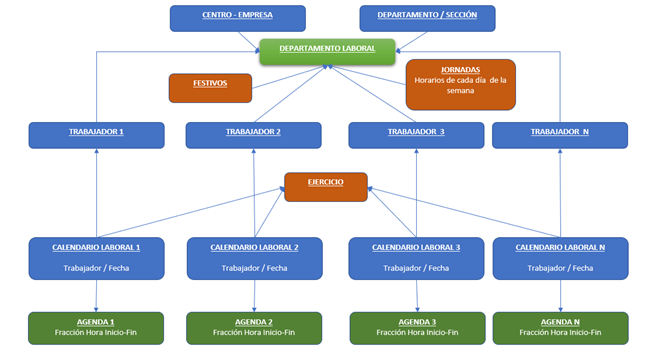 CENTRO - EMPRESA
DEPARTAMENTO / SECCIÓN
DEPARTAMENTO LABORAL
FESTIVOS
JORNADAS
Horarios de cada día de la
semana
TRABAJADOR 1
TRABAJADOR 2
TRABAJADOR 3
TRABAJADOR N
EJERCICIO
CALENDARIO LABORAL 1
Trabajador / Fecha
CALENDARIO LABORAL 2
Trabajador / Fecha
CALENDARIO LABORAL 3
Trabajador / Fecha
CALENDARIO LABORAL N
Trabajador / Fecha
AGENDA 1
Fracción Hora Inicio-Fin
AGENDA 2
Fracción Hora Inicio-Fin
AGENDA 3
Fracción Hora Inicio-Fin
AGENDA N
Fracción Hora Inicio-Fin